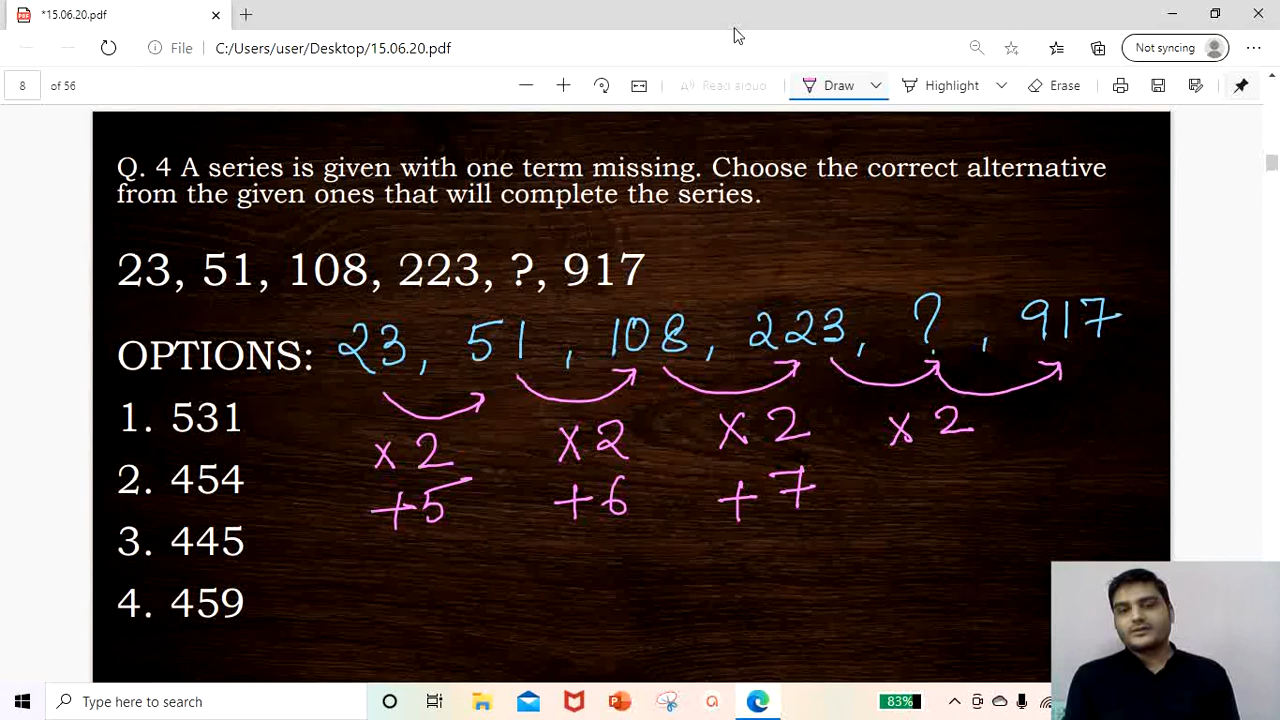 *15.06.20.pdf
File C:/Users/user/Desktop/15.06.20.pdf Not syncing
8 of 56 Read aloud Draw Highlight Erase
Q. 4 A series is given with one term missing. Choose the correct alternative
from the given ones that will complete the series.
23, 51, 108, 223, ?, 917
OPTIONS:
1. 531
2. 454
3. 445
4. 459
23, 51, 108, 223, ?, 917
×2 ×2 ×2 ×2
+5 +6 +7
Type here to search 83%